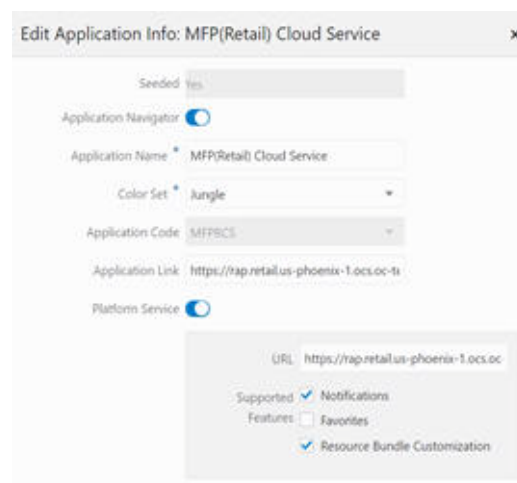 Edit Application Info: MFP(Retail) Cloud Service ×
Seeded Yes
Application Navigator
Application Name * MFP(Retail) Cloud Service
Color Set * Jungle
Application Code MFPRCS
Application Link https://rap.retail.us-phoenix-1.ocs.oc-te
Platform Service
URL https://rap.retail.us-phoenix-1.ocs.oc
Supported Features
Notifications
Favorites
Resource Bundle Customization